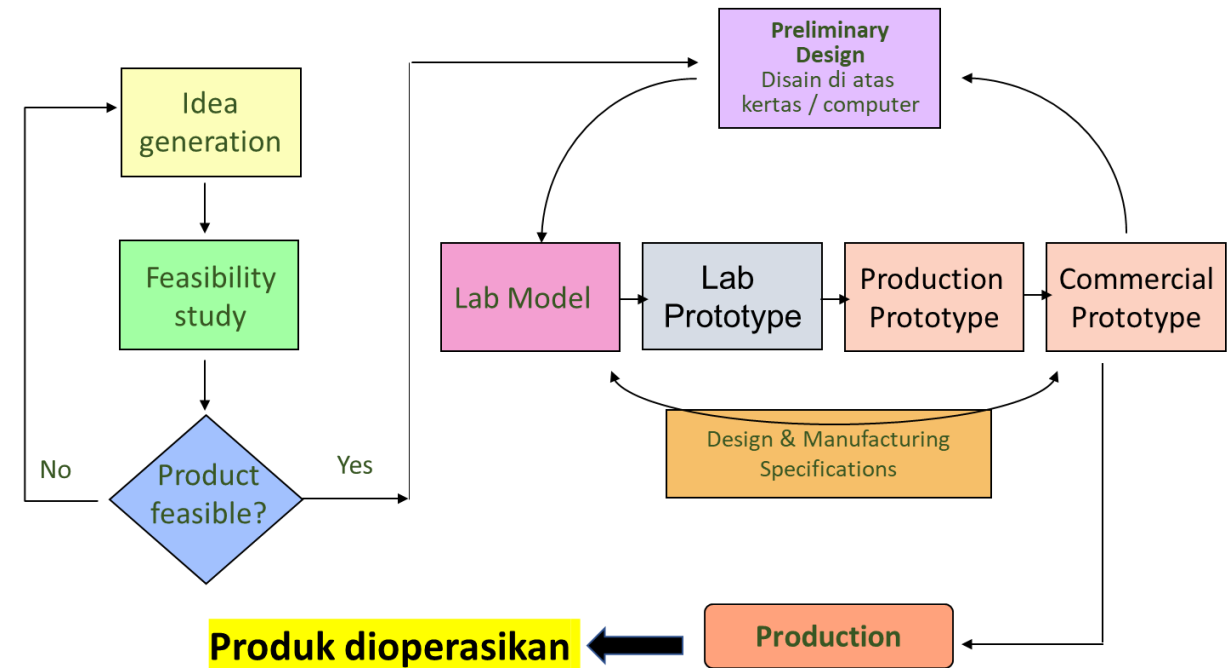 Idea
generation
Feasibility
study
Product
feasible?
No
Yes
Preliminary
Design
Disain di atas
kertas / computer
Lab Model
Lab
Prototype
Production
Prototype
Commercial
Prototype
Design & Manufacturing
Specifications
Production
Produk dioperasikan